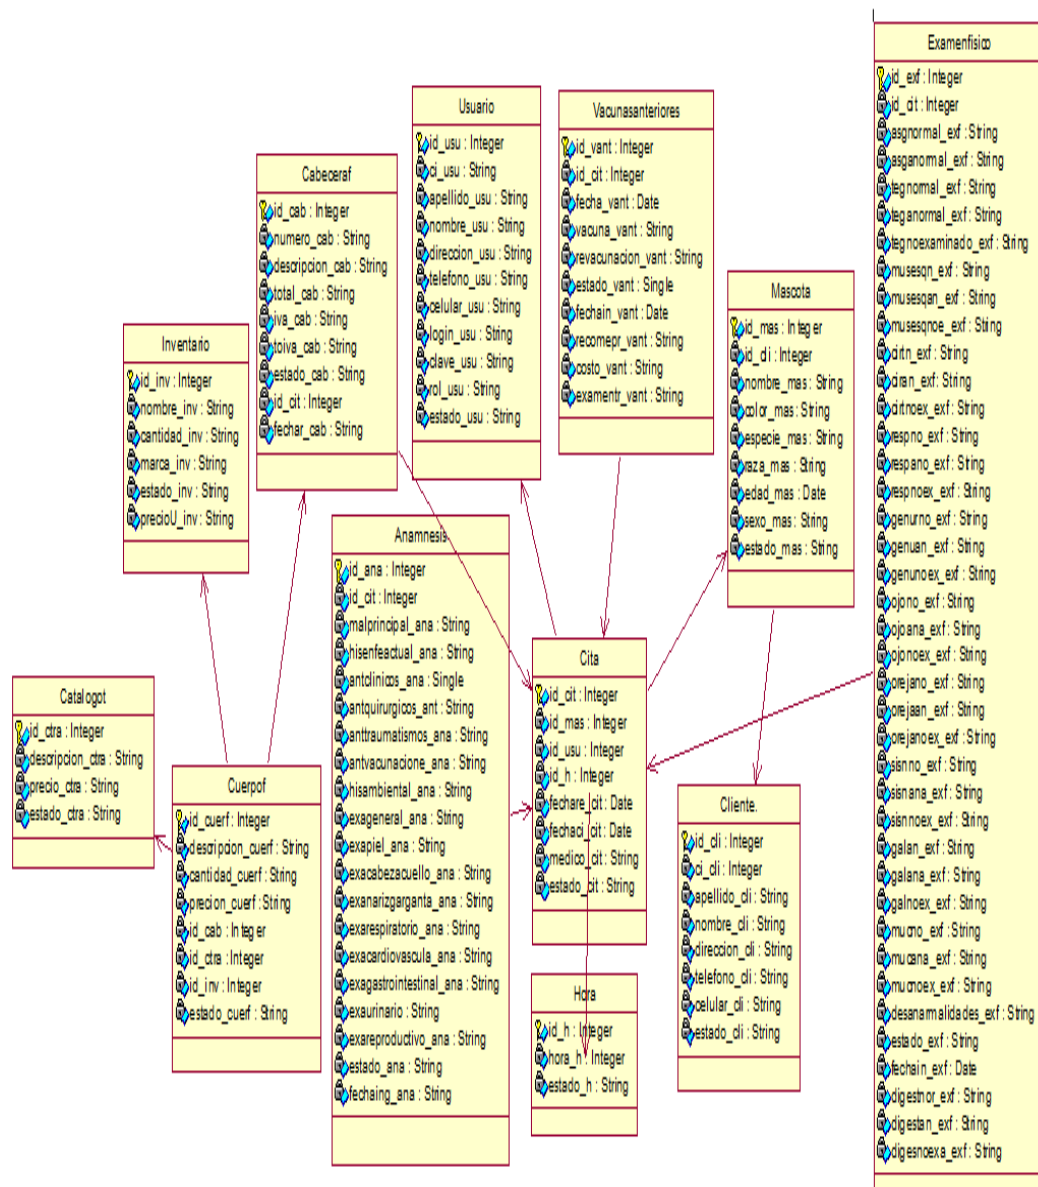 Examenfisico
id_exf : Integer
id_cit : Integer
asgnormal_exf : String
asganormal_exf : String
tegnormal_exf : String
teganormal_exf : String
tegnoexaminado_exf : String
musesqn_exf : String
musesqan_exf : String
musesqnoe_exf : String
cirtn_exf : String
ciran_exf : String
cirtnoex_exf : String
respno_exf : String
respano_exf : String
respnoex_exf : String
genurno_exf : String
genuan_exf : String
genunoex_exf : String
ojono_exf : String
ojoana_exf : String
ojonoex_exf : String
orejano_exf : String
orejaan_exf : String
orejanoex_exf : String
sisnno_exf : String
sisnana_exf : String
sisnnoex_exf : String
galan_exf : String
galana_exf : String
galnoex_exf : String
mucno_exf : String
mucana_exf : String
mucnoex_exf : String
desanarmalidades_exf : String
estado_exf : String
fechain_exf : Date
digestnor_exf : String
digestan_exf : String
digesnoexa_exf : String
Usuario
id_usu : Integer
ci_usu : String
apellido_usu : String
nombre_usu : String
direccion_usu : String
telefono_usu : String
celular_usu : String
login_usu : String
clave_usu : String
rol_usu : String
estado_usu : String
Vacunasanteriores
id_vant : Integer
id_cit : Integer
fecha_vant : Date
vacuna_vant : String
revacunacion_vant : String
estado_vant : Single
fechain_vant : Date
recomepr_vant : String
costo_vant : String
examentr_vant : String
Cabeceraf
id_cab : Integer
numero_cab : String
descripcion_cab : String
total_cab : String
iva_cab : String
toiva_cab : String
estado_cab : String
id_cit : Integer
fechar_cab : String
Mascota
id_mas : Integer
id_cli : Integer
nombre_mas : String
color_mas : String
especie_mas : String
raza_mas : String
edad_mas : Date
sexo_mas : String
estado_mas : String
Inventario
id_inv : Integer
nombre_inv : String
cantidad_inv : String
marca_inv : String
estado_inv : String
precioU_inv : String
Anamnesis
id_ana : Integer
id_cit : Integer
malprincipal_ana : String
hisenfeactual_ana : String
antclinicos_ana : Single
antquirurgicos_ant : String
anttraumatismos_ana : String
antvacunacione_ana : String
hisambiental_ana : String
exageneral_ana : String
exapiel_ana : String
exacabezacuello_ana : String
exanarizgarganta_ana : String
exarespiratorio_ana : String
exacardiovascula_ana : String
exagastrointestinal_ana : String
exaurinario : String
exareproductivo_ana : String
estado_ana : String
fechaing_ana : String
Cita
id_cit : Integer
id_mas : Integer
id_usu : Integer
id_h : Integer
fechare_cit : Date
fechaci_cit : Date
medico_cit : String
estado_cit : String
Catalogot
id_ctra : Integer
descripcion_ctra : String
precio_ctra : String
estado_ctra : String
Cuerpof
id_cuerf : Integer
descripcion_cuerf : String
cantidad_cuerf : String
precion_cuerf : String
id_cab : Integer
id_ctra : Integer
id_inv : Integer
estado_cuerf : String
Cliente.
id_cli : Integer
ci_cli : Integer
apellido_cli : String
nombre_cli : String
direccion_cli : String
telefono_cli : String
celular_cli : String
estado_cli : String
Hora
id_h : Integer
hora_h : Integer
estado_h : String